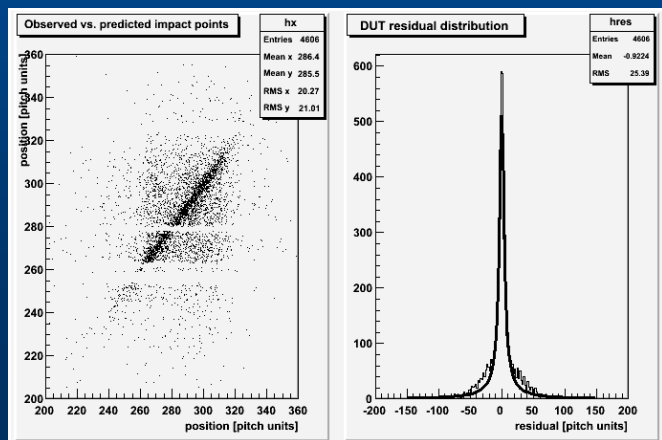 Observed vs. predicted impact points
hx
Entries 4606
Mean x 286.4
Mean y 285.5
RMS x 20.27
RMS y 21.01
position [pitch units]
360
340
320
300
280
260
240
220
200
200 220 240 260 280 300 320 340 360
position [pitch units]
DUT residual distribution
hres
Entries 4606
Mean -0.9224
RMS 25.39
600
500
400
300
200
100
0
-200 -150 -100 -50 0 50 100 150 200
residual [pitch units]